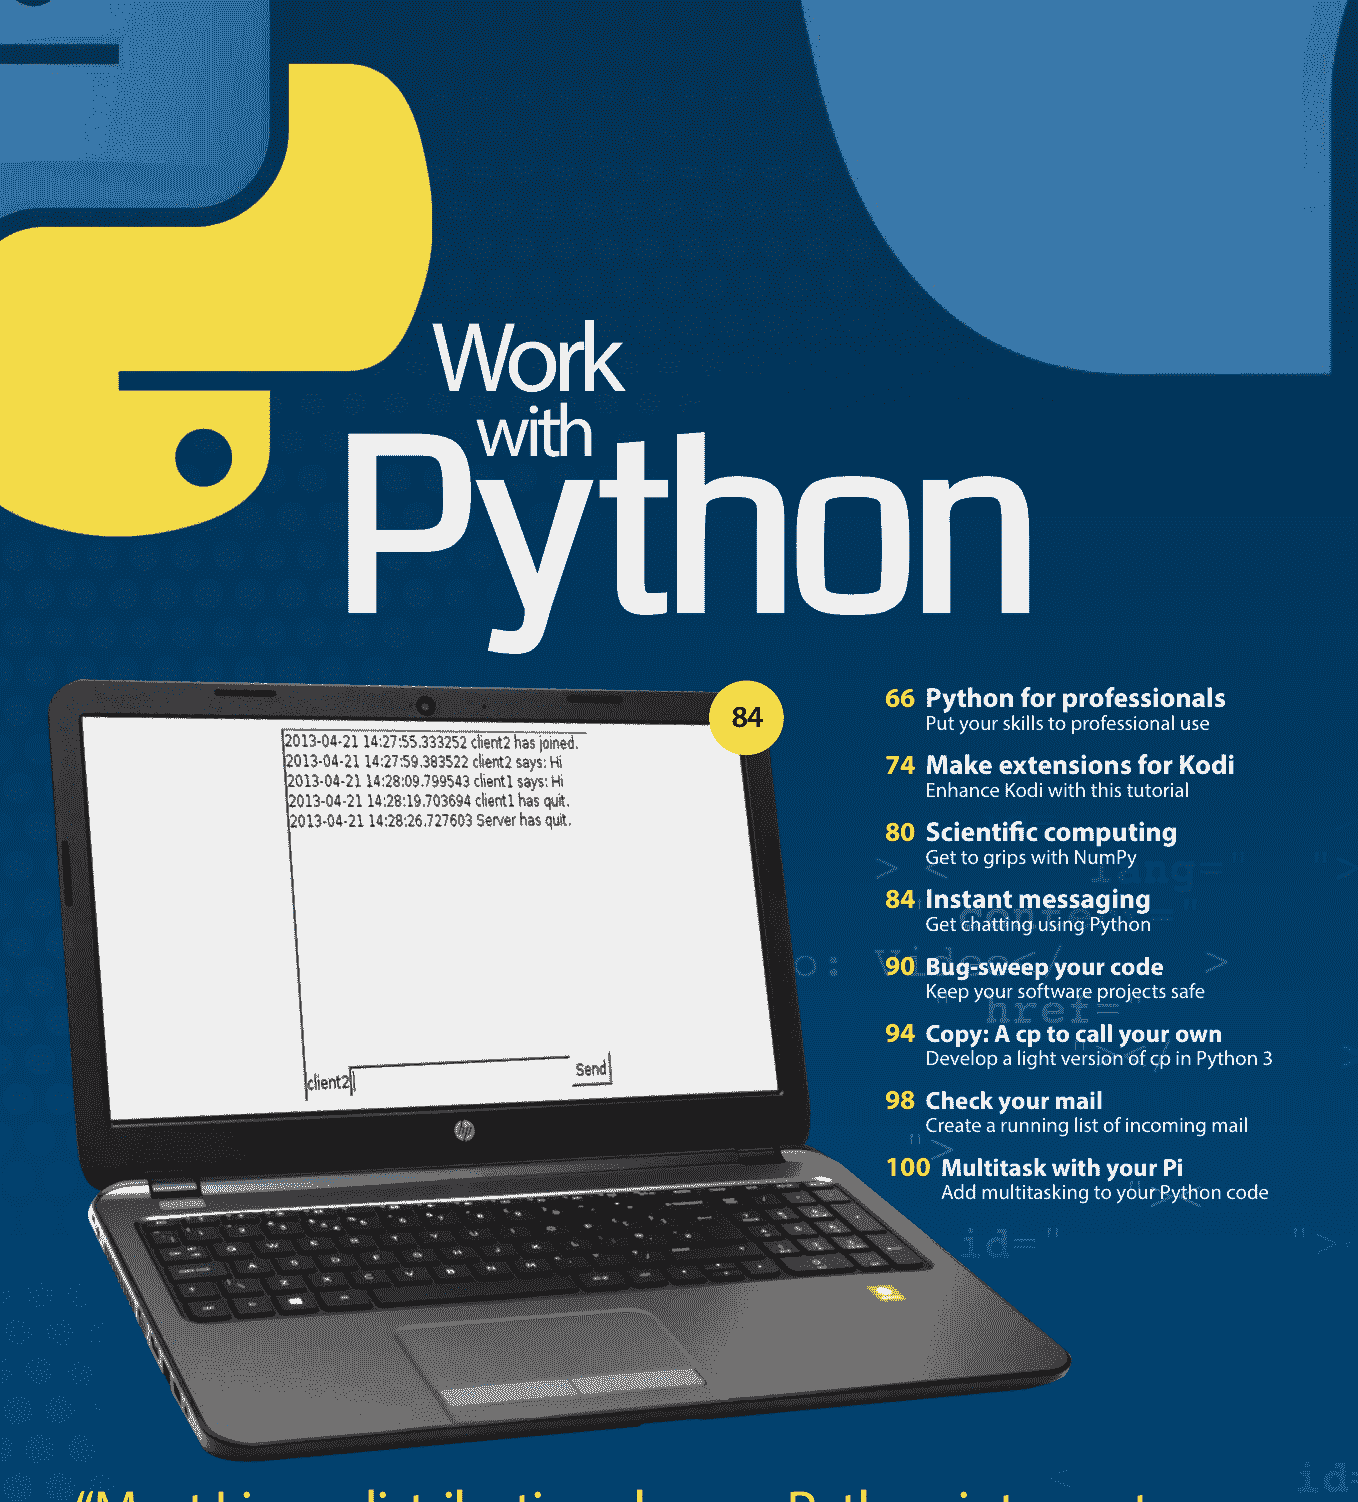 Work
with
Python
84
2013-04-21 14:27:55.333252 client2 has joined.
2013-04-21 14:27:59.383522 client2 says: Hi
2013-04-21 14:28:09.799543 client1 says: Hi
2013-04-21 14:28:19.703694 client1 has quit.
2013-04-21 14:28:26.727603 Server has quit.
client2
Send
hp
66 Python for professionals
Put your skills to professional use
74 Make extensions for Kodi
Enhance Kodi with this tutorial
80 Scientific computing
Get to grips with NumPy
84 Instant messaging
Get chatting using Python
90 Bug-sweep your code
Keep your software projects safe
94 Copy: A cp to call your own
Develop a light version of cp in Python 3
98 Check your mail
Create a running list of incoming mail
100 Multitask with your Pi
Add multitasking to your Python code
href="
id="